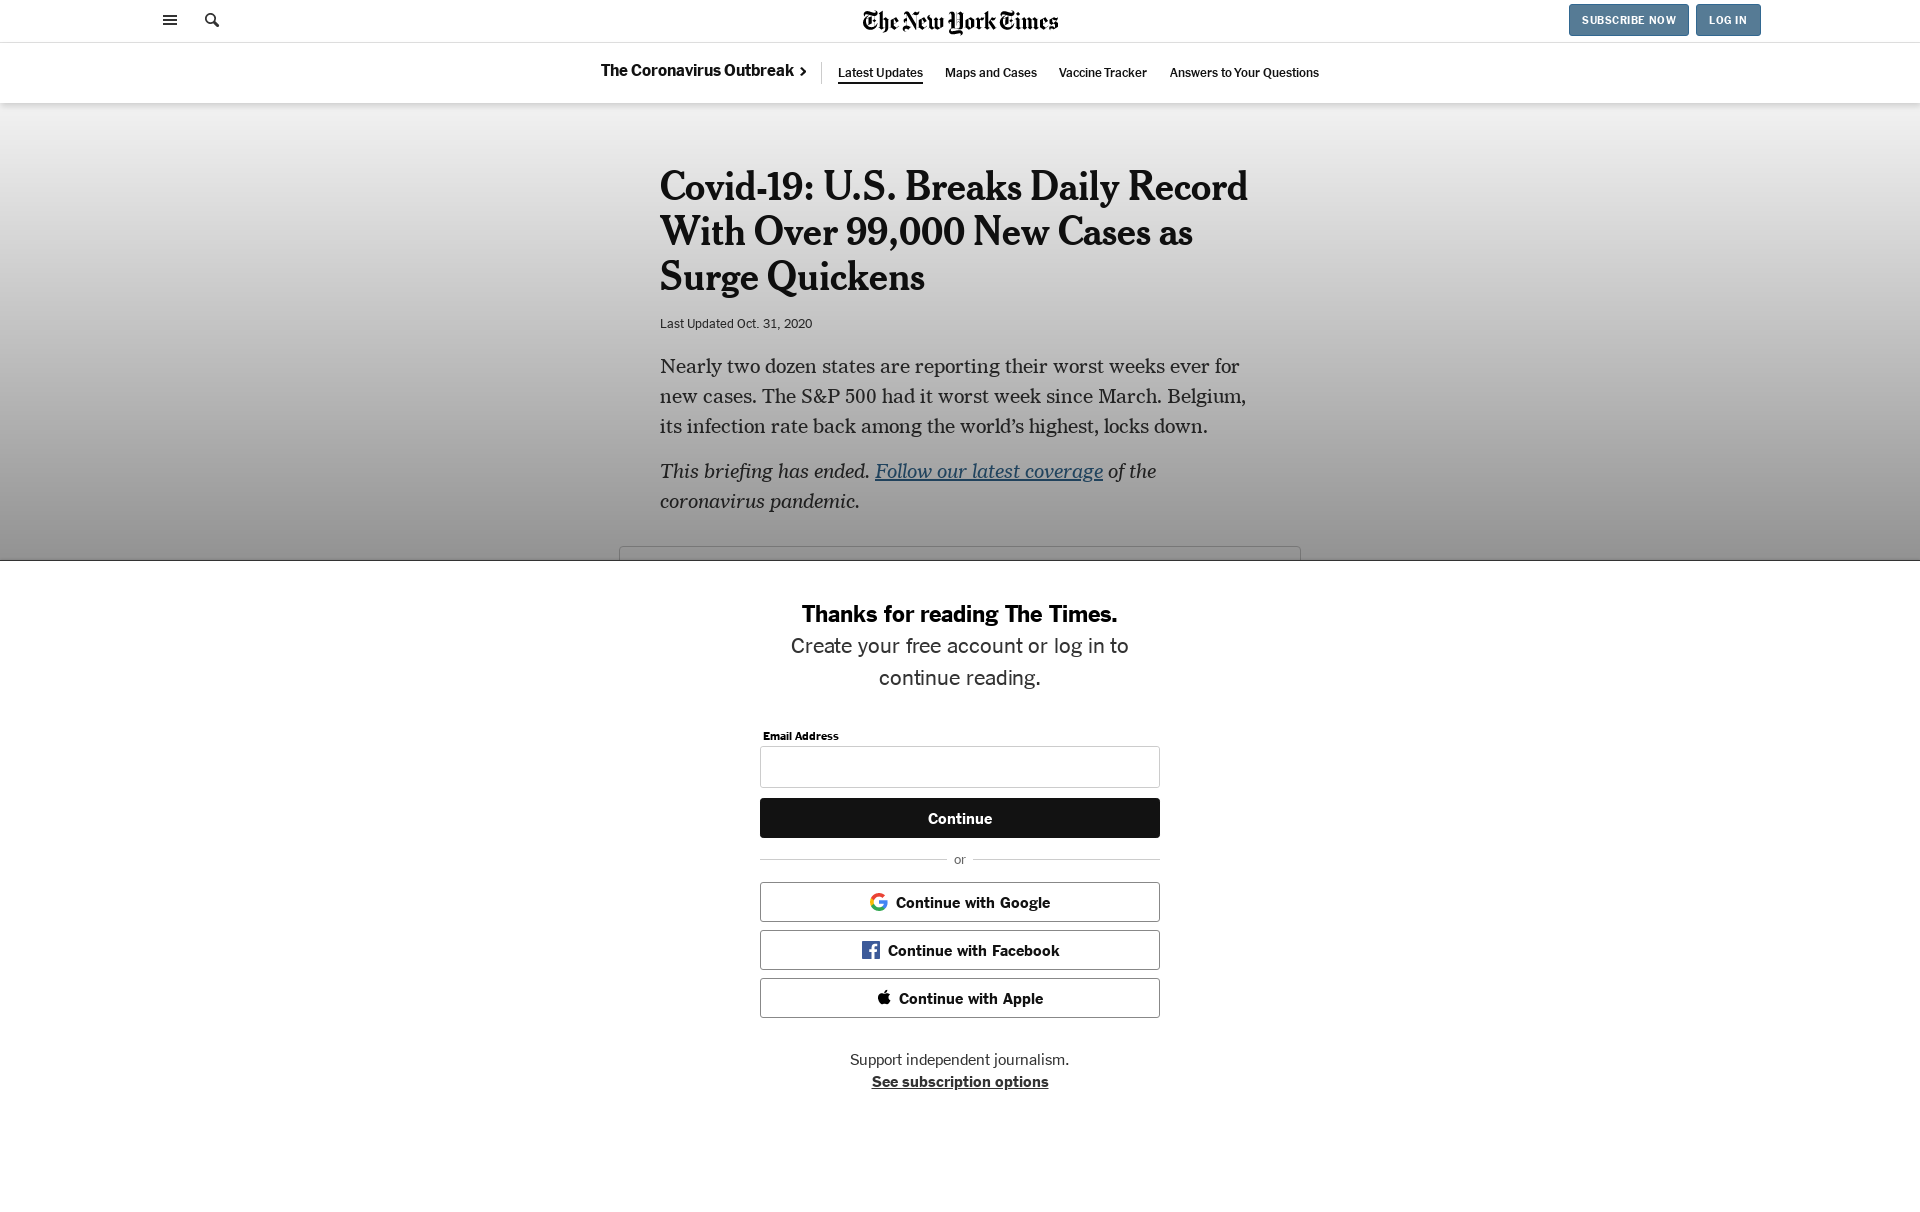 The New York Times
SUBSCRIBE NOW
LOG IN
The Coronavirus Outbreak
Latest Updates
Maps and Cases
Vaccine Tracker
Answers to Your Questions
Covid-19: U.S. Breaks Daily Record
With Over 99,000 New Cases as
Surge Quickens
Last Updated Oct. 31, 2020
Nearly two dozen states are reporting their worst weeks ever for
new cases. The S&P 500 had it worst week since March. Belgium,
its infection rate back among the world’s highest, locks down.
This briefing has ended. Follow our latest coverage of the
coronavirus pandemic.
Thanks for reading The Times.
Create your free account or log in to
continue reading.
Email Address
Continue
or
Continue with Google
Continue with Facebook
Continue with Apple
Support independent journalism.
See subscription options